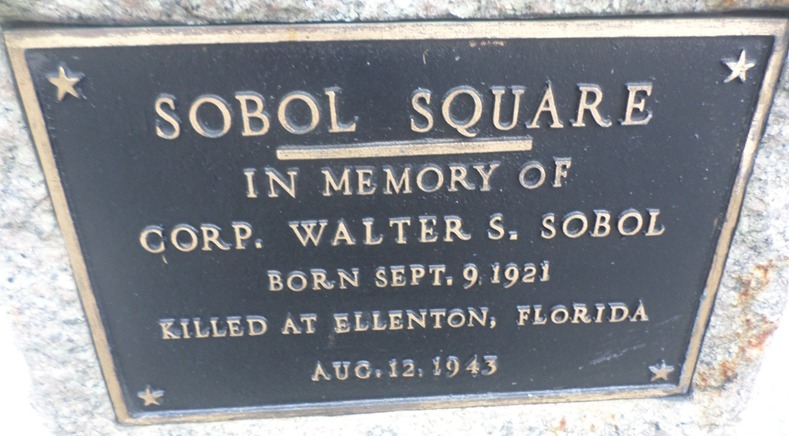 SOBOL SQUARE
IN MEMORY OF
CORP. WALTER S. SOBOL
BORN SEPT. 9, 1921
KILLED AT ELLENTON, FLORIDA
AUG. 12, 1943